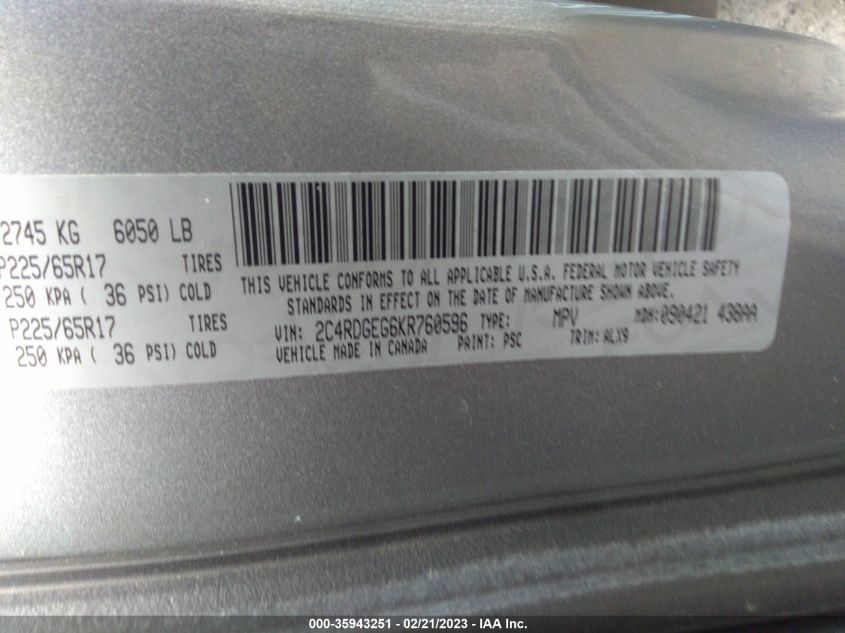 2745 KG 6050 LB
P225/65R17 TIRES
250 KPA ( 36 PSI) COLD
P225/65R17 TIRES
250 KPA ( 36 PSI) COLD
THIS VEHICLE CONFORMS TO ALL APPLICABLE U.S.A. FEDERAL MOTOR VEHICLE SAFETY
STANDARDS IN EFFECT ON THE DATE OF MANUFACTURE SHOWN ABOVE.
VIN: 2C4RDGEG6KR760596 TYPE: MPV MDH:090421 438AA
VEHICLE MADE IN CANADA PAINT: PSC TRIM: ALX9
000-35943251 - 02/21/2023 - IAA Inc.